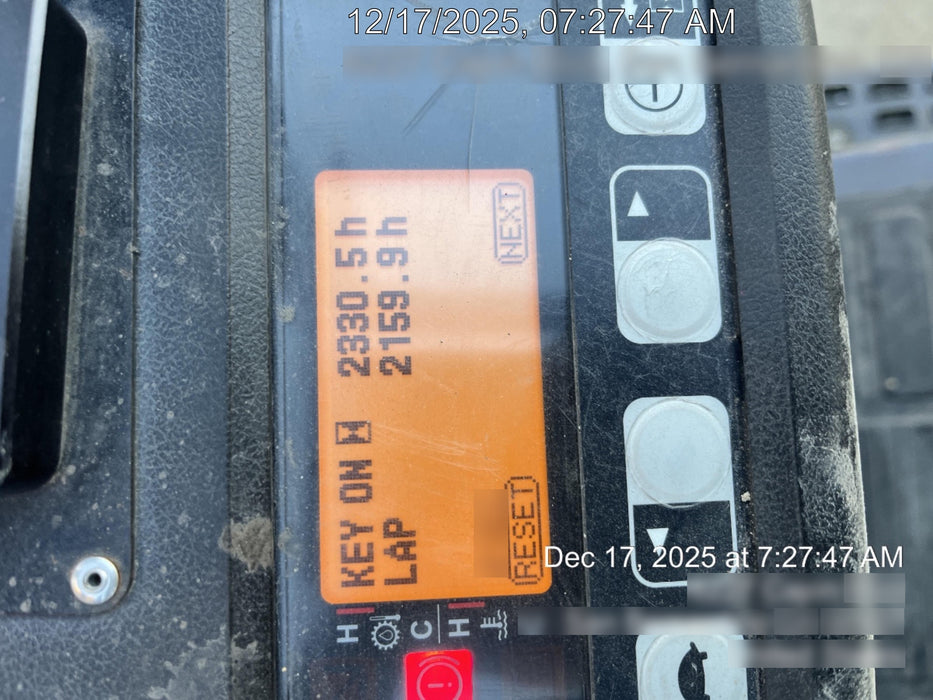 12/17/2025, 07:27:47 AM
KEY ON H 2330.5h
LAP 2159.9h
RESET NEXT
H C H
Dec 17, 2025 at 7:27:47 AM